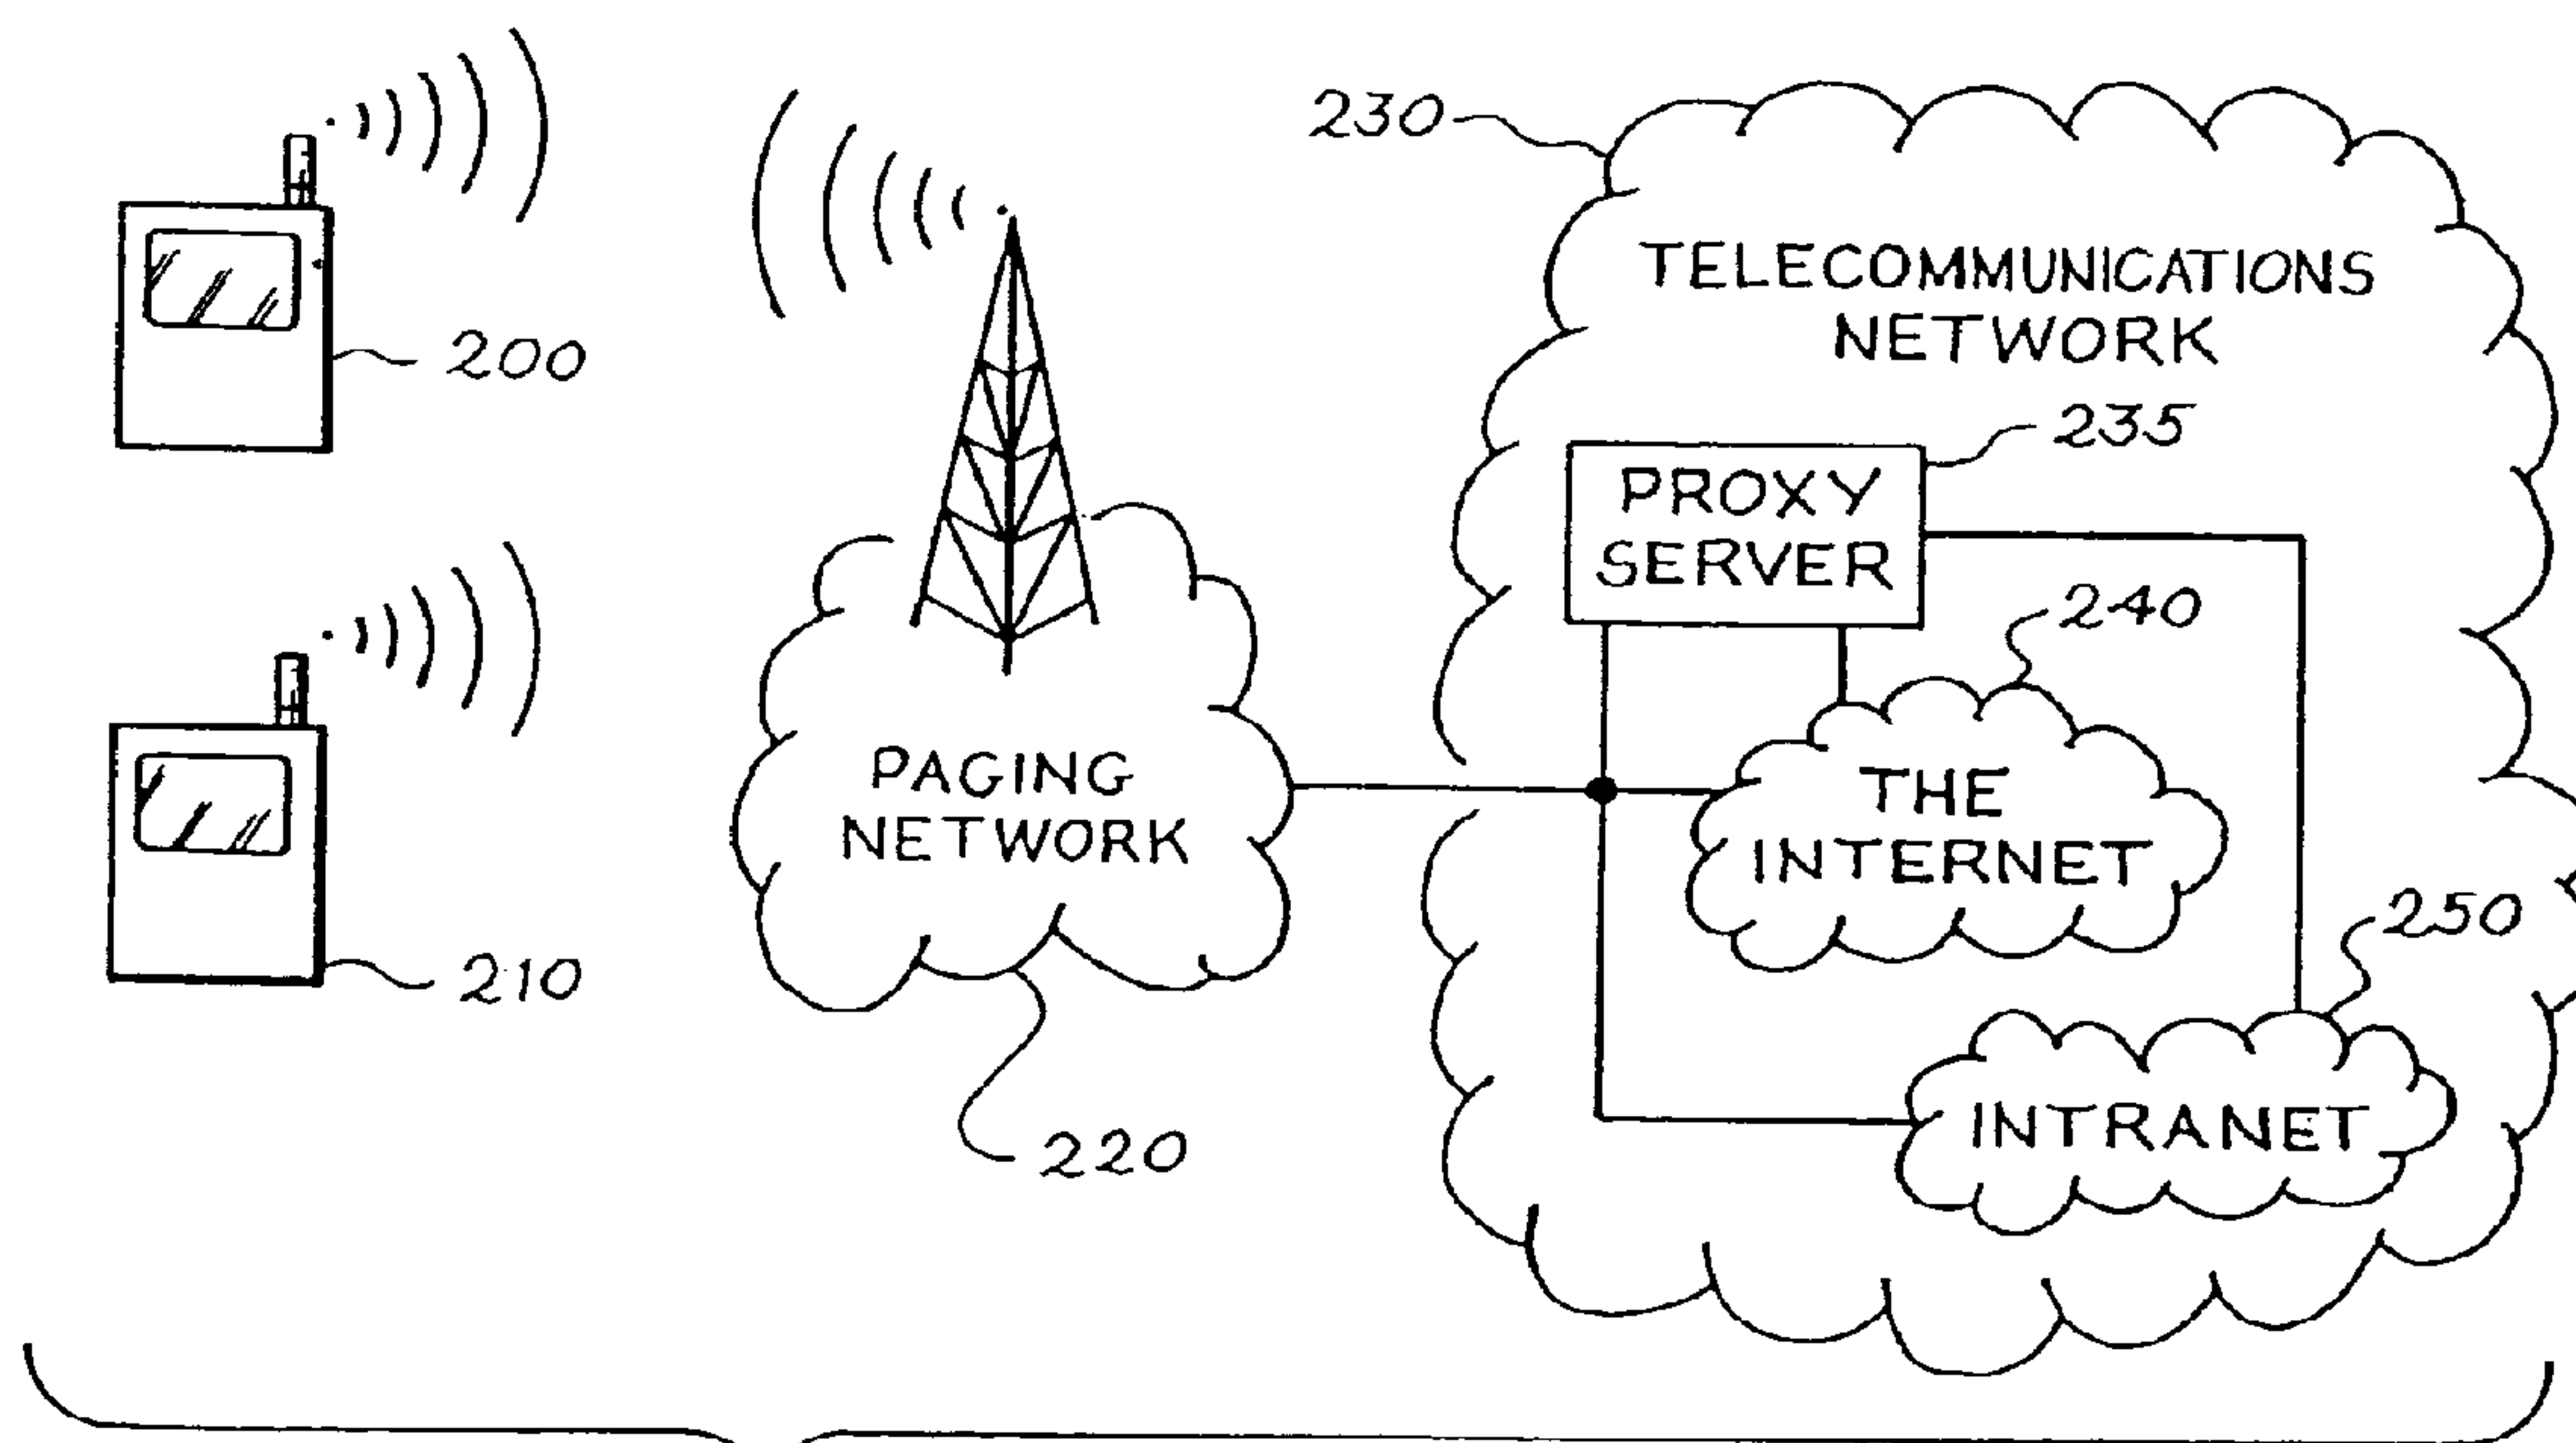 230
TELECOMMUNICATIONS
NETWORK
200
235
PROXY
SERVER
240
PAGING
NETWORK
THE
INTERNET
250
210
INTRANET
220